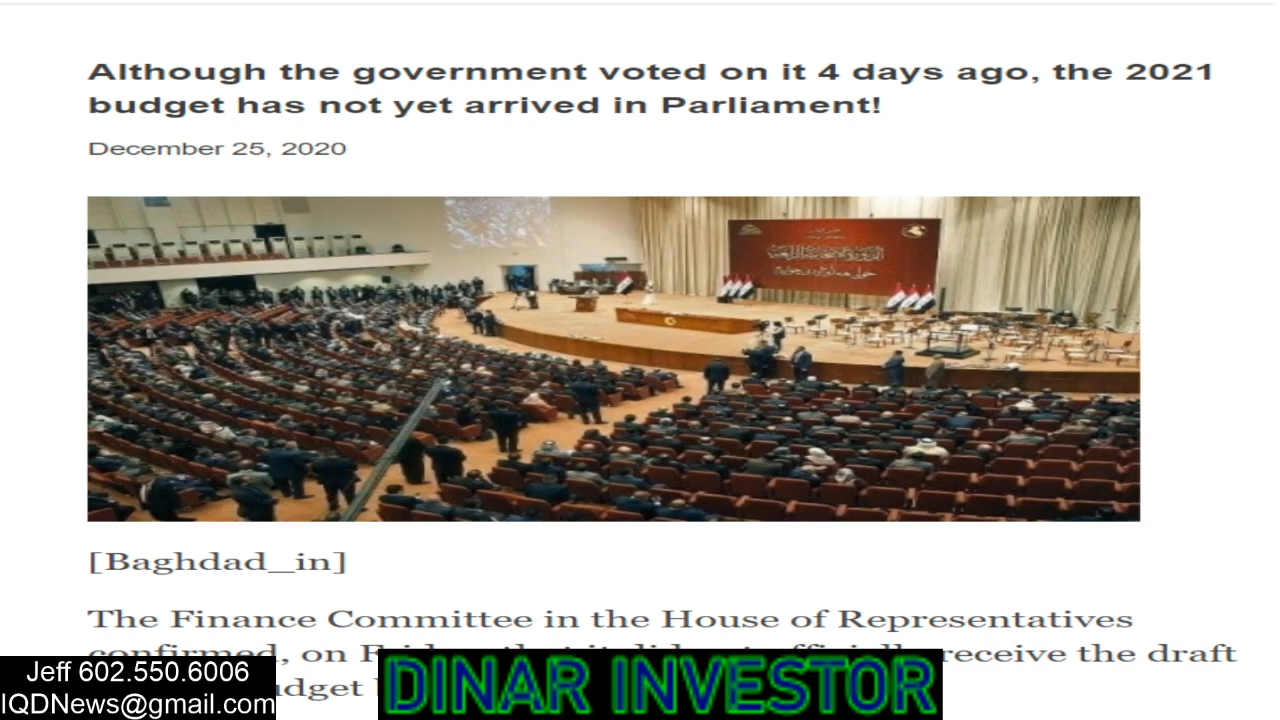 Although the government voted on it 4 days ago, the 2021
budget has not yet arrived in Parliament!
December 25, 2020
[Baghdad_in]
The Finance Committee in the House of Representatives
confirmed, on receive the draft
Jeff 602.550.6006
IQDNews@gmail.com
DINAR INVESTOR